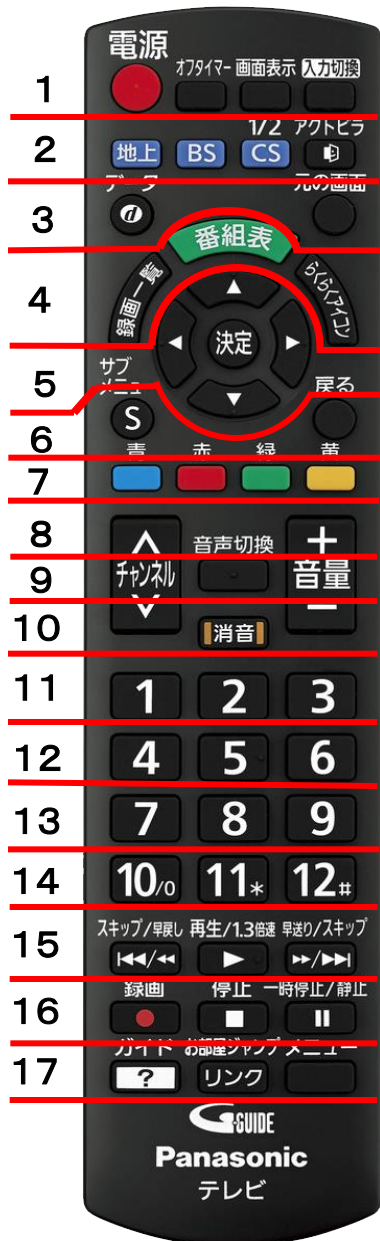 電源
オフタイマー 画面表示 入力切換
1
1/2 アクトビラ
2 地上 BS CS
データ 元の画面
3 d
番組表
4 録画一覧 らくらくアイコン
決定
サブメニュー
5 戻る
S
6
青 赤 緑 黄
7
8 音声切換 +
9 チャンネル 音量
10 消音 −
11 1 2 3
12 4 5 6
13 7 8 9
14 10/0 11* 12#
スキップ/早戻し 再生/1.3倍速 早送り/スキップ
15
録画 停止 一時停止/静止
16
ガイド お部屋ジャンプ メニュー
17 ? リンク
G-GUIDE
Panasonic
テレビ